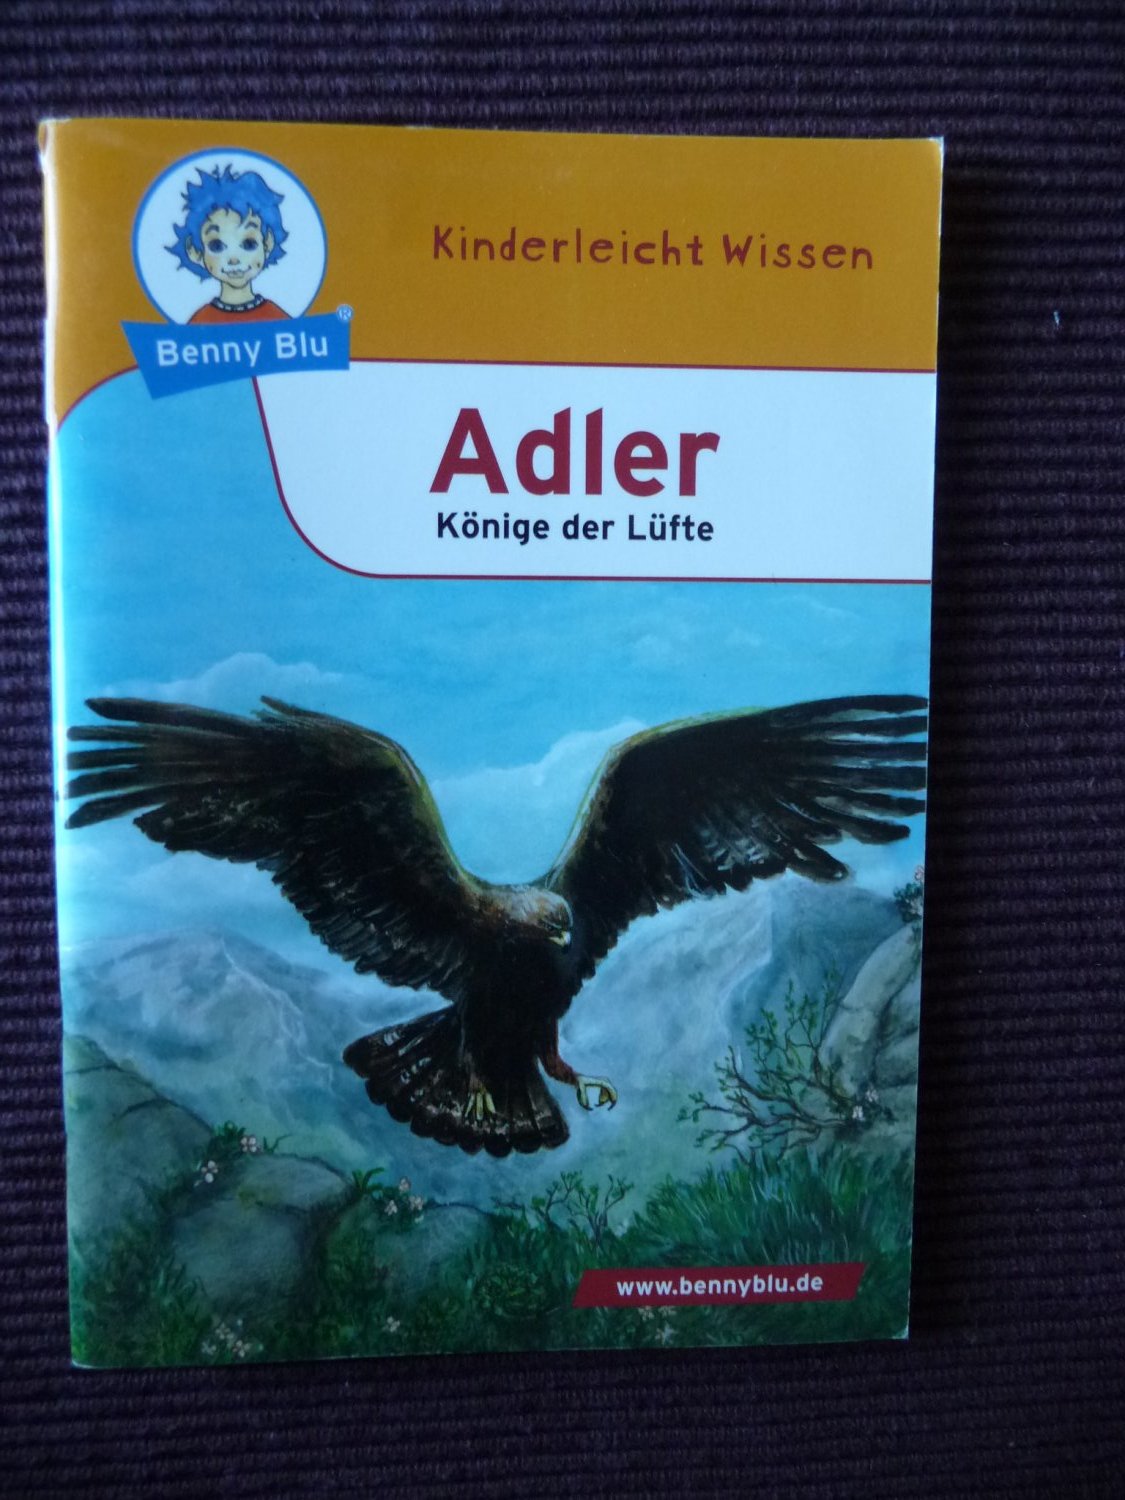 Kinderleicht Wissen
Benny Blu®
Adler
Könige der Lüfte
www.bennyblu.de